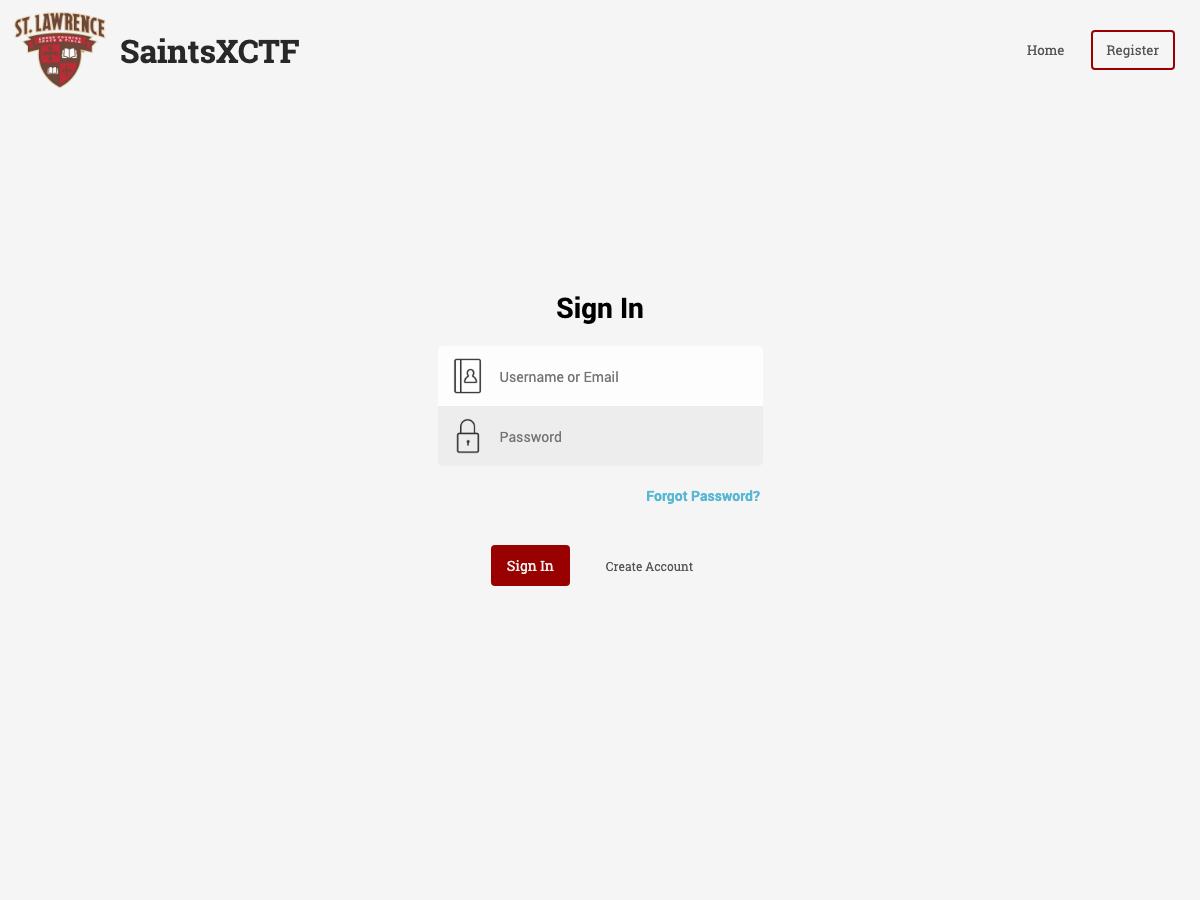 ST. LAWRENCE
SaintsXCTF
Home
Register
Sign In
Username or Email
Password
Forgot Password?
Sign In
Create Account